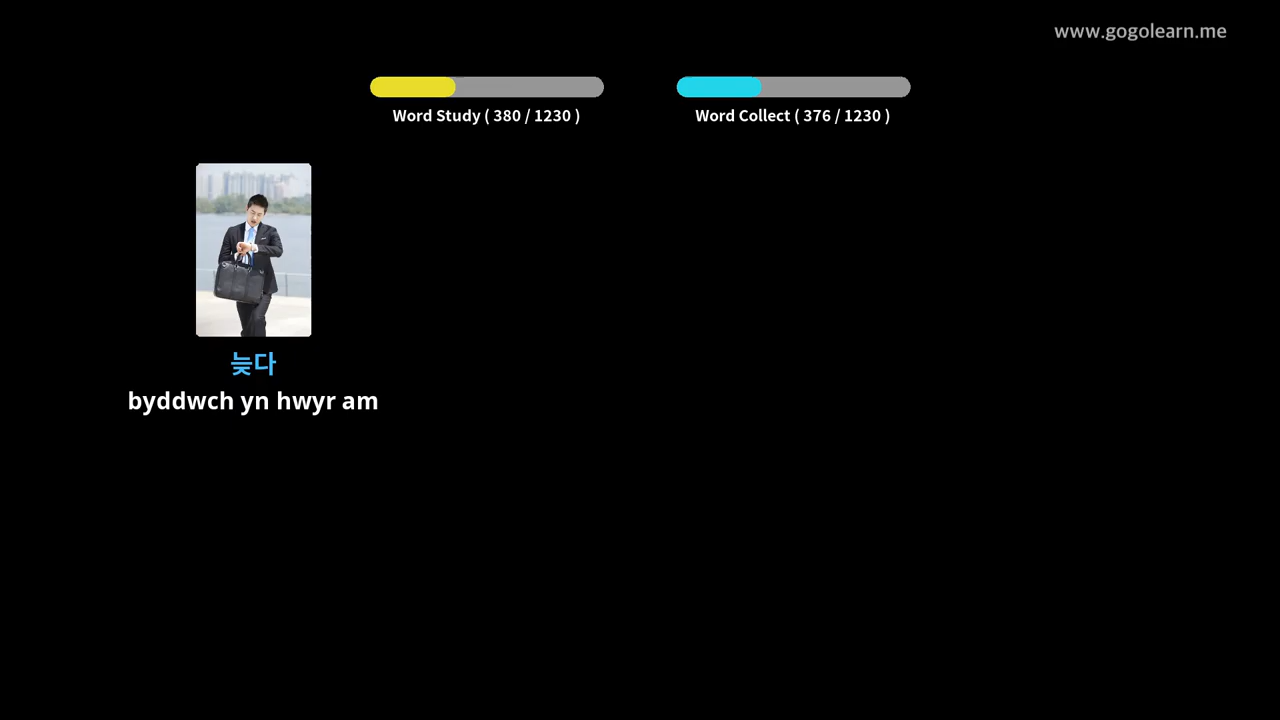 www.gogolearn.me
Word Study ( 380 / 1230 )
Word Collect ( 376 / 1230 )
늦다
byddwch yn hwyr am